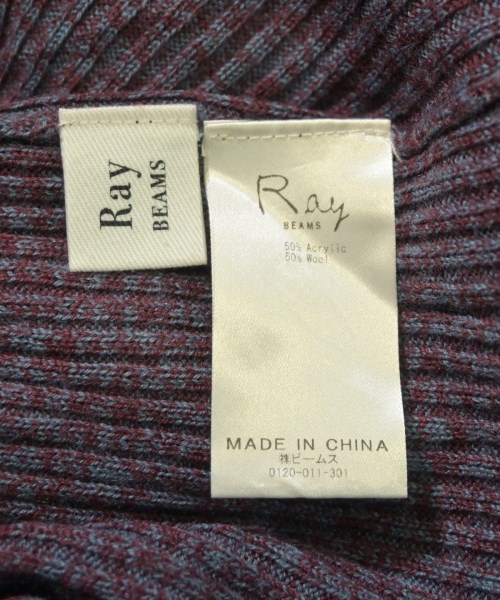 Ray
BEAMS
Ray
BEAMS
50% Acrylic
50% Wool
MADE IN CHINA
㈱ビームス
0120-011-301